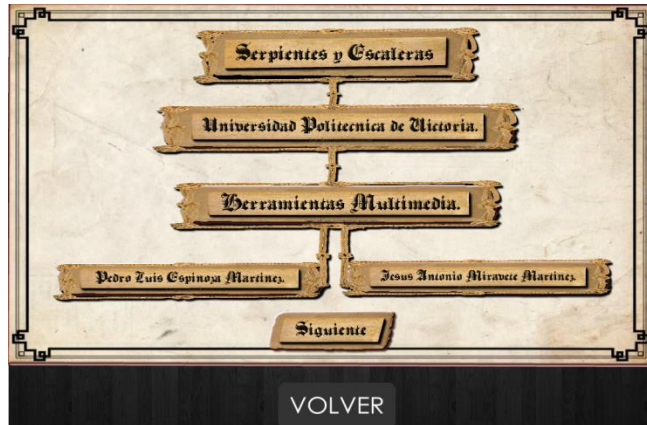 Serpientes y Escaleras
Universidad Politecnica de Victoria.
Herramientas Multimedia.
Pedro Luis Espinoza Martinez.
Jesus Antonio Miravete Martinez.
Siguiente
VOLVER